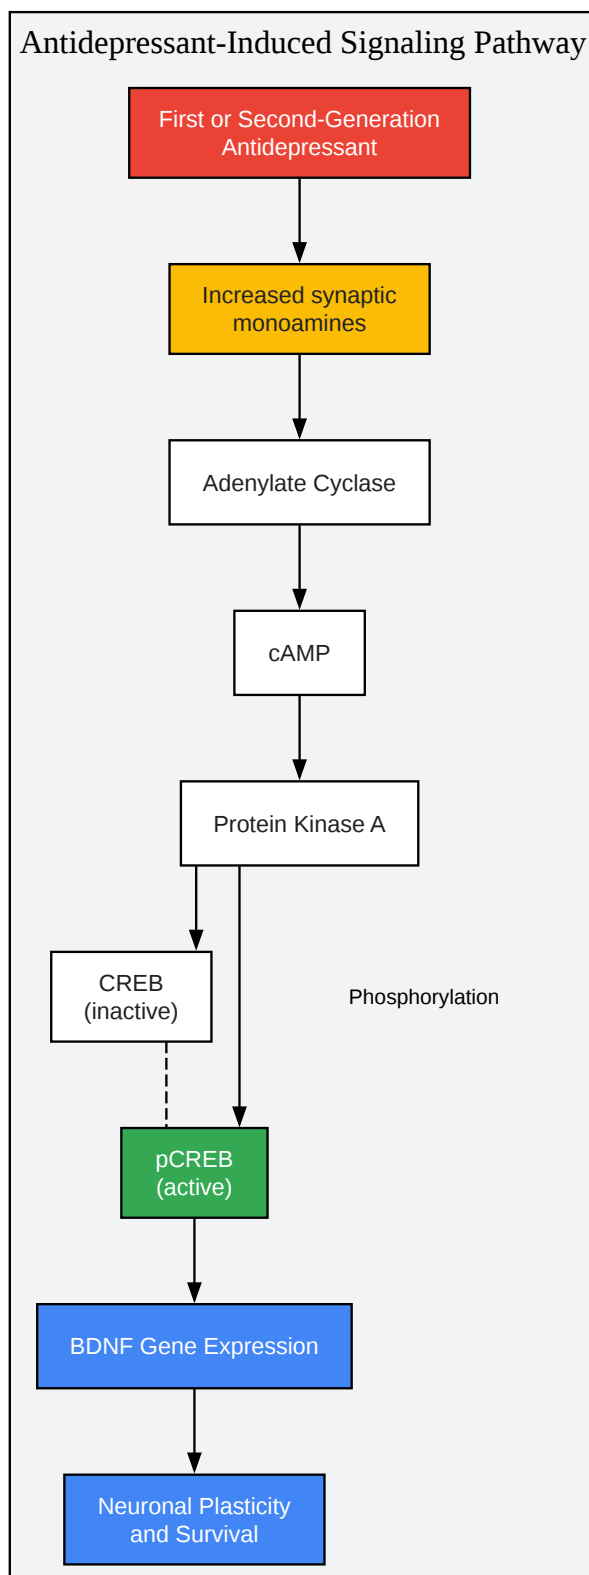 Antidepressant-Induced Signaling Pathway
First or Second-Generation
Antidepressant
Increased synaptic
monoamines
Adenylate Cyclase
cAMP
Protein Kinase A
CREB
(inactive)
Phosphorylation
pCREB
(active)
BDNF Gene Expression
Neuronal Plasticity
and Survival